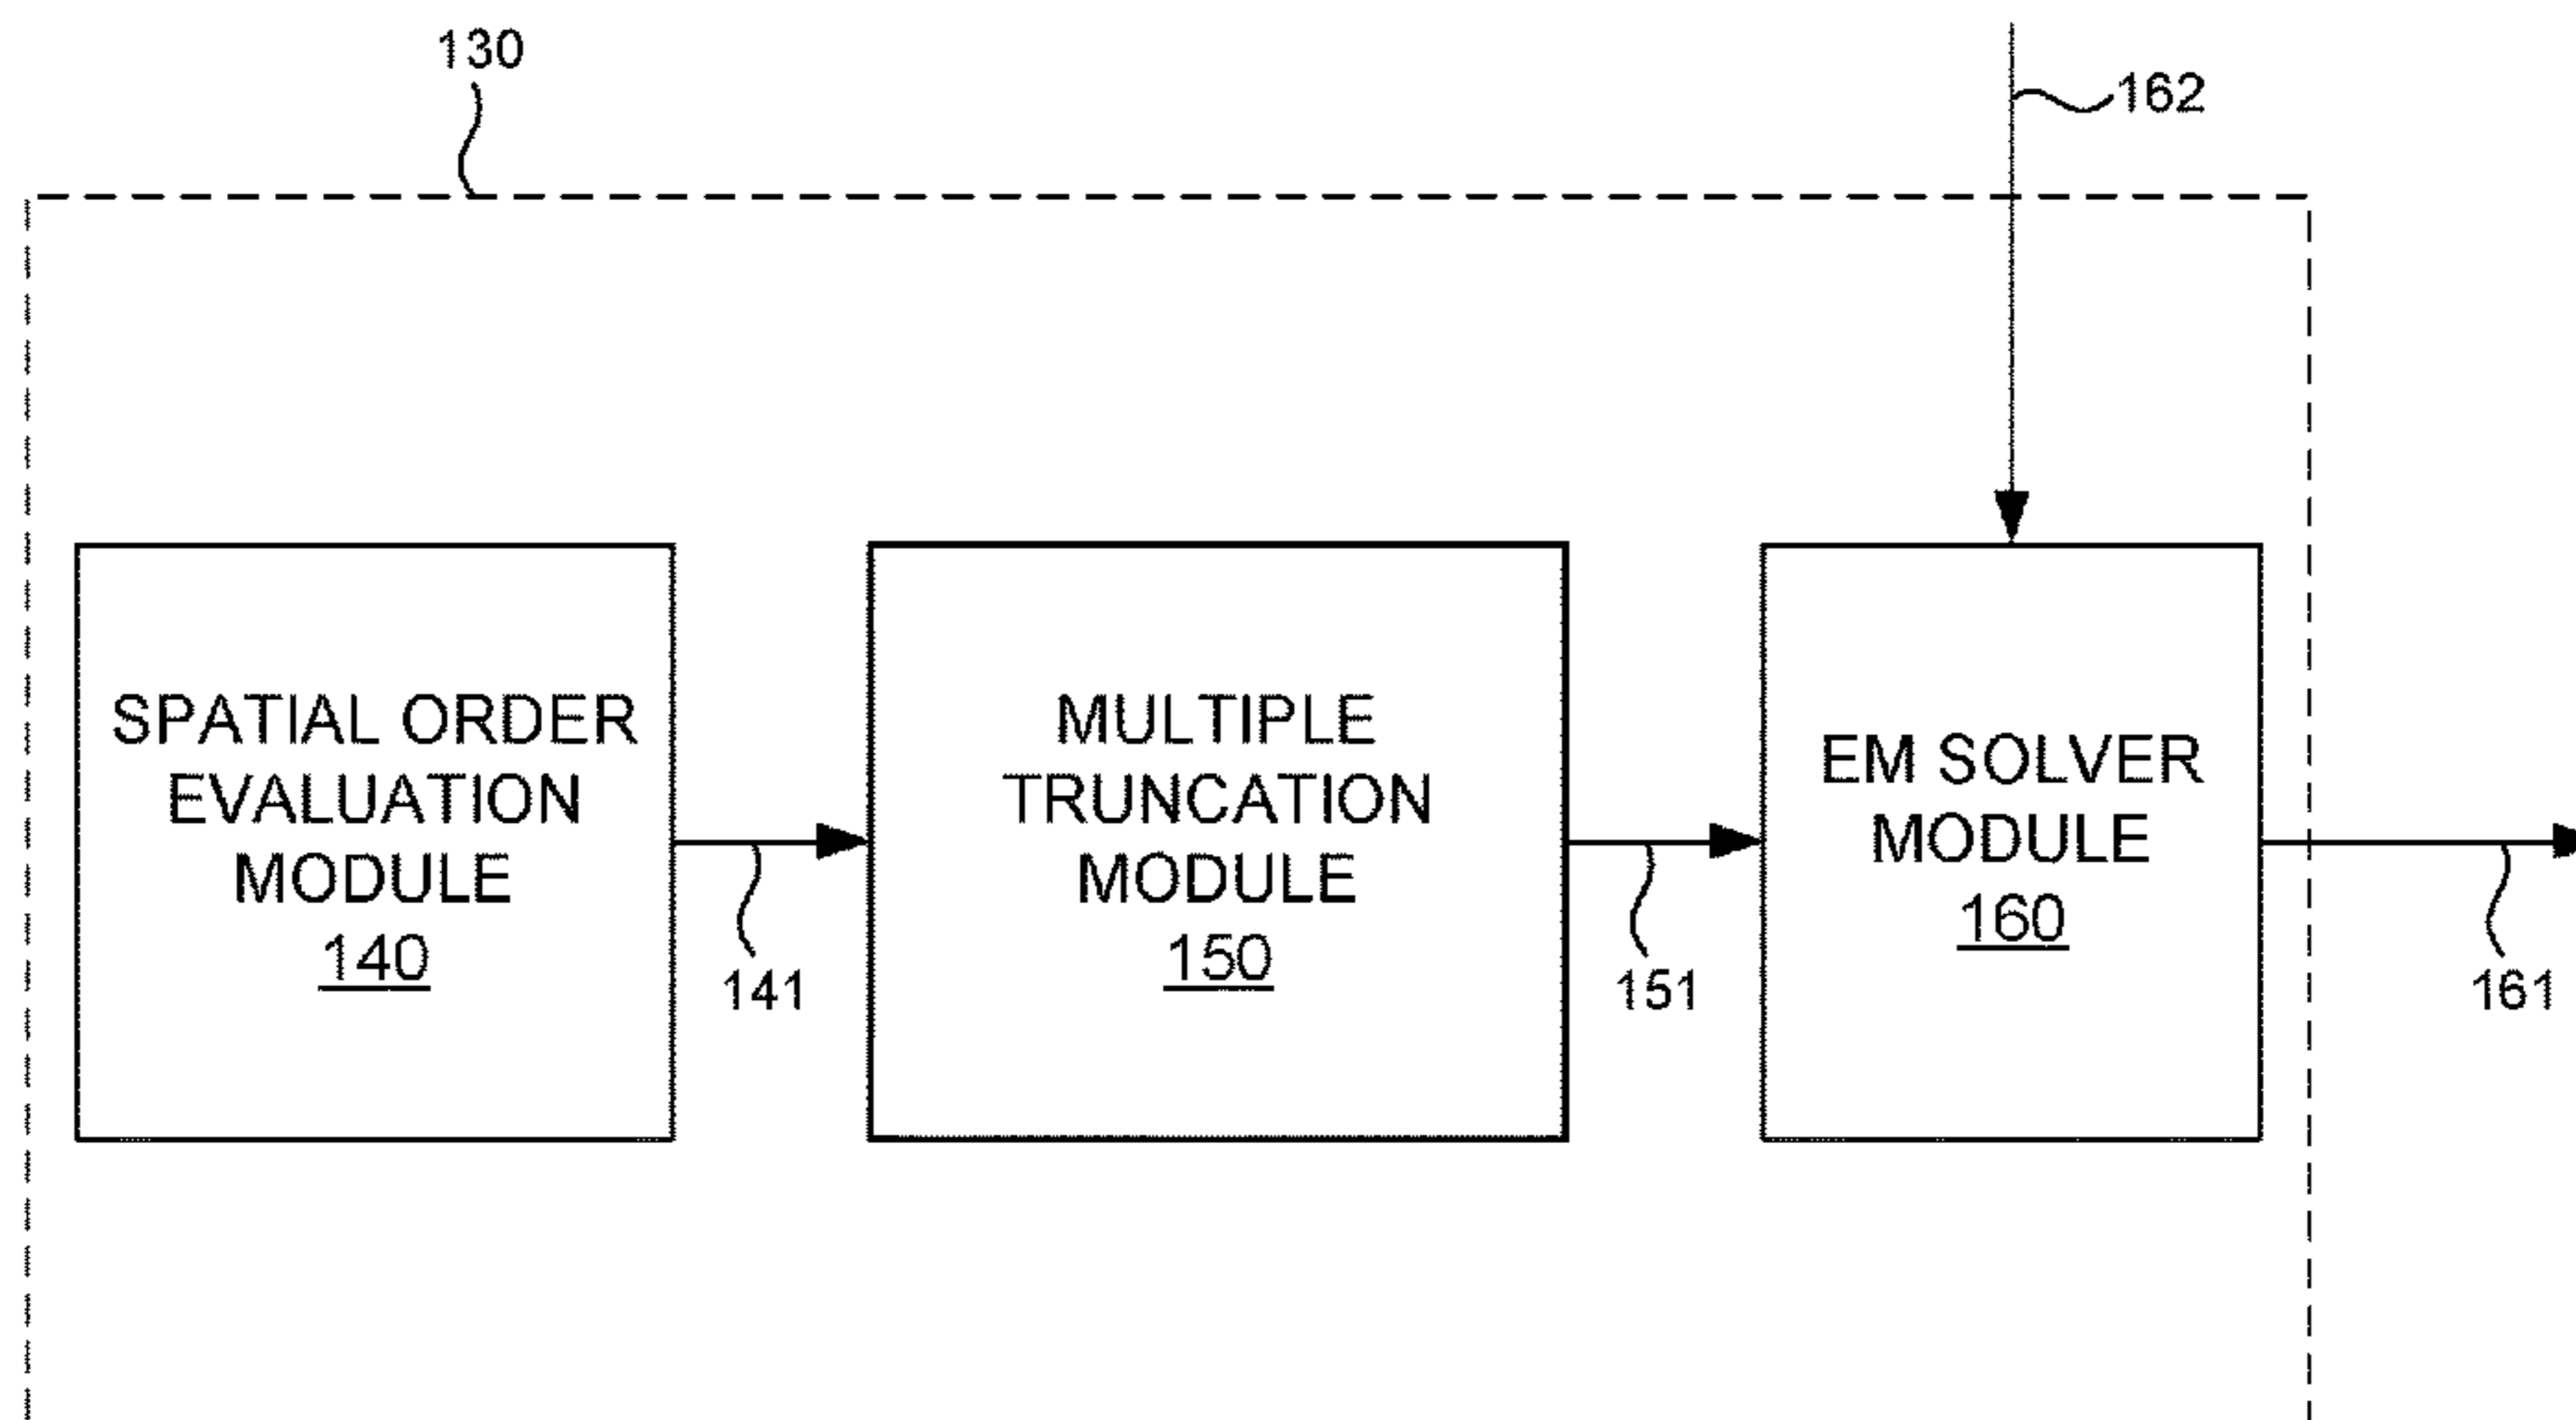 130
162
SPATIAL ORDER
EVALUATION
MODULE
140
141
MULTIPLE
TRUNCATION
MODULE
150
151
EM SOLVER
MODULE
160
161